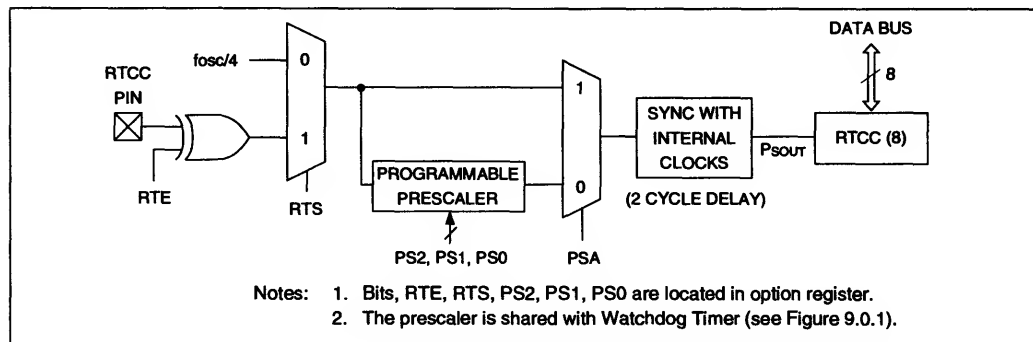 DATA BUS
fosc/4
0
8
RTCC
PIN
1
SYNC WITH
INTERNAL
CLOCKS
RTCC (8)
PSOUT
1
PROGRAMMABLE
PRESCALER
0
RTE
RTS
(2 CYCLE DELAY)
PS2, PS1, PS0
PSA
Notes: 1. Bits, RTE, RTS, PS2, PS1, PS0 are located in option register.
2. The prescaler is shared with Watchdog Timer (see Figure 9.0.1).